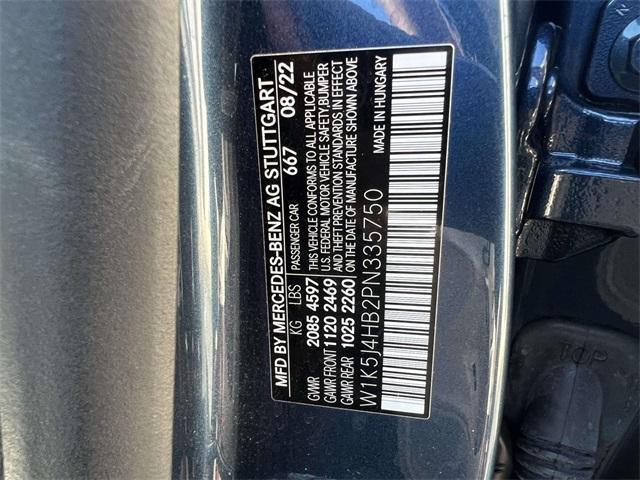 MFD BY MERCEDES-BENZ AG STUTTGART
667 08/22
KG LBS PASSENGER CAR
GVWR 2085 4597 THIS VEHICLE CONFORMS TO ALL APPLICABLE
GAWR FRONT 1120 2469 U.S. FEDERAL MOTOR VEHICLE SAFETY, BUMPER
AND THEFT PREVENTION STANDARDS IN EFFECT
GAWR REAR 1025 2260 ON THE DATE OF MANUFACTURE SHOWN ABOVE
W1K5J4HB2PN335750 MADE IN HUNGARY
TOP